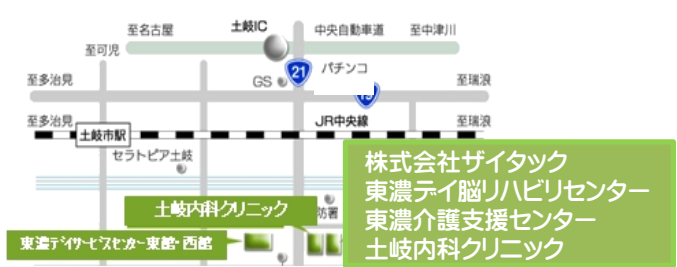 至名古屋
土岐IC
中央自動車道
至中津川
至可児
21
パチンコ
至多治見
GS
19
至瑞浪
至多治見
JR中央線
至瑞浪
土岐市駅
セラトピア土岐
株式会社ザイタック
東濃デイ脳リハビリセンター
東濃介護支援センター
土岐内科クリニック
土岐内科クリニック
防署
東濃デイサービスセンター東館・西館